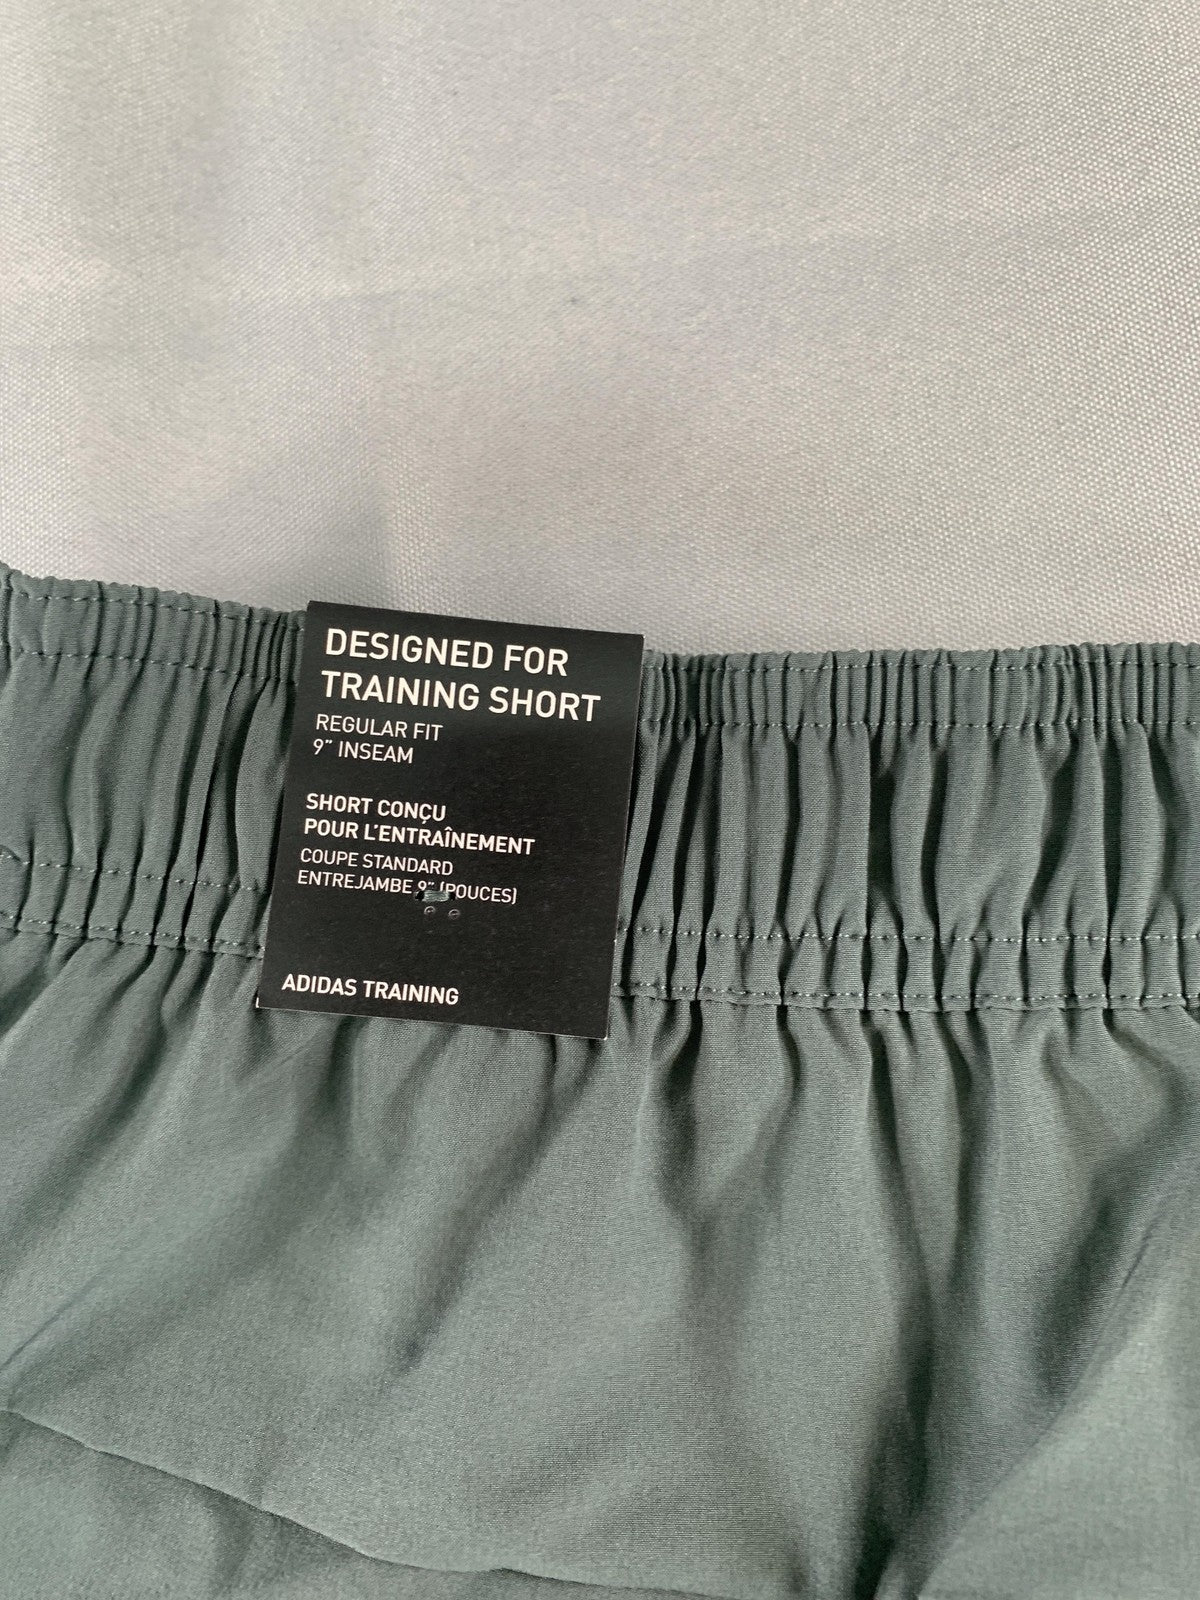 DESIGNED FOR
TRAINING SHORT
REGULAR FIT
9" INSEAM
SHORT CONÇU
POUR L'ENTRAÎNEMENT
COUPE STANDARD
ENTREJAMBE 9" (POUCES)
ADIDAS TRAINING